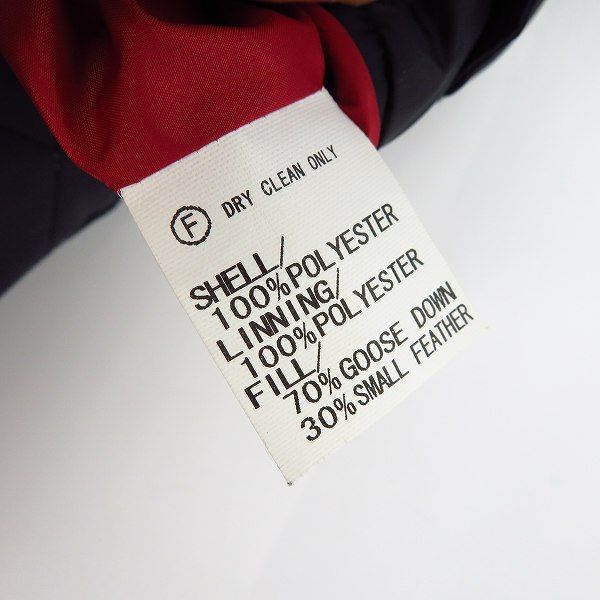 Ⓕ DRY CLEAN ONLY
SHELL/
100%POLYESTER
LINNING/
100%POLYESTER
FILL/
70%GOOSE DOWN
30%SMALL FEATHER